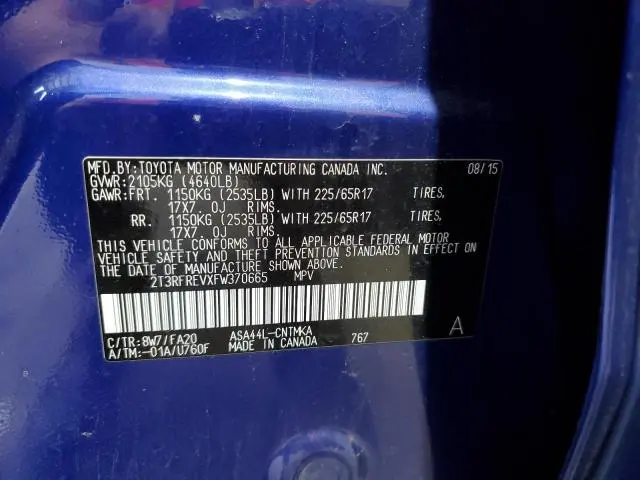 MFD.BY:TOYOTA MOTOR MANUFACTURING CANADA INC. 08/15
GVWR:2105KG (4640LB)
GAWR:FRT. 1150KG (2535LB) WITH 225/65R17 TIRES,
17X7.0J RIMS.
RR. 1150KG (2535LB) WITH 225/65R17 TIRES,
17X7.0J RIMS.
THIS VEHICLE CONFORMS TO ALL APPLICABLE FEDERAL MOTOR
VEHICLE SAFETY AND THEFT PREVENTION STANDARDS IN EFFECT ON
THE DATE OF MANUFACTURE SHOWN ABOVE.
2T3RFREVXFW370665 MPV
C/TR:8W7/FA20 ASA44L-CNTMKA 767 A
A/TM:-01A/U760F MADE IN CANADA